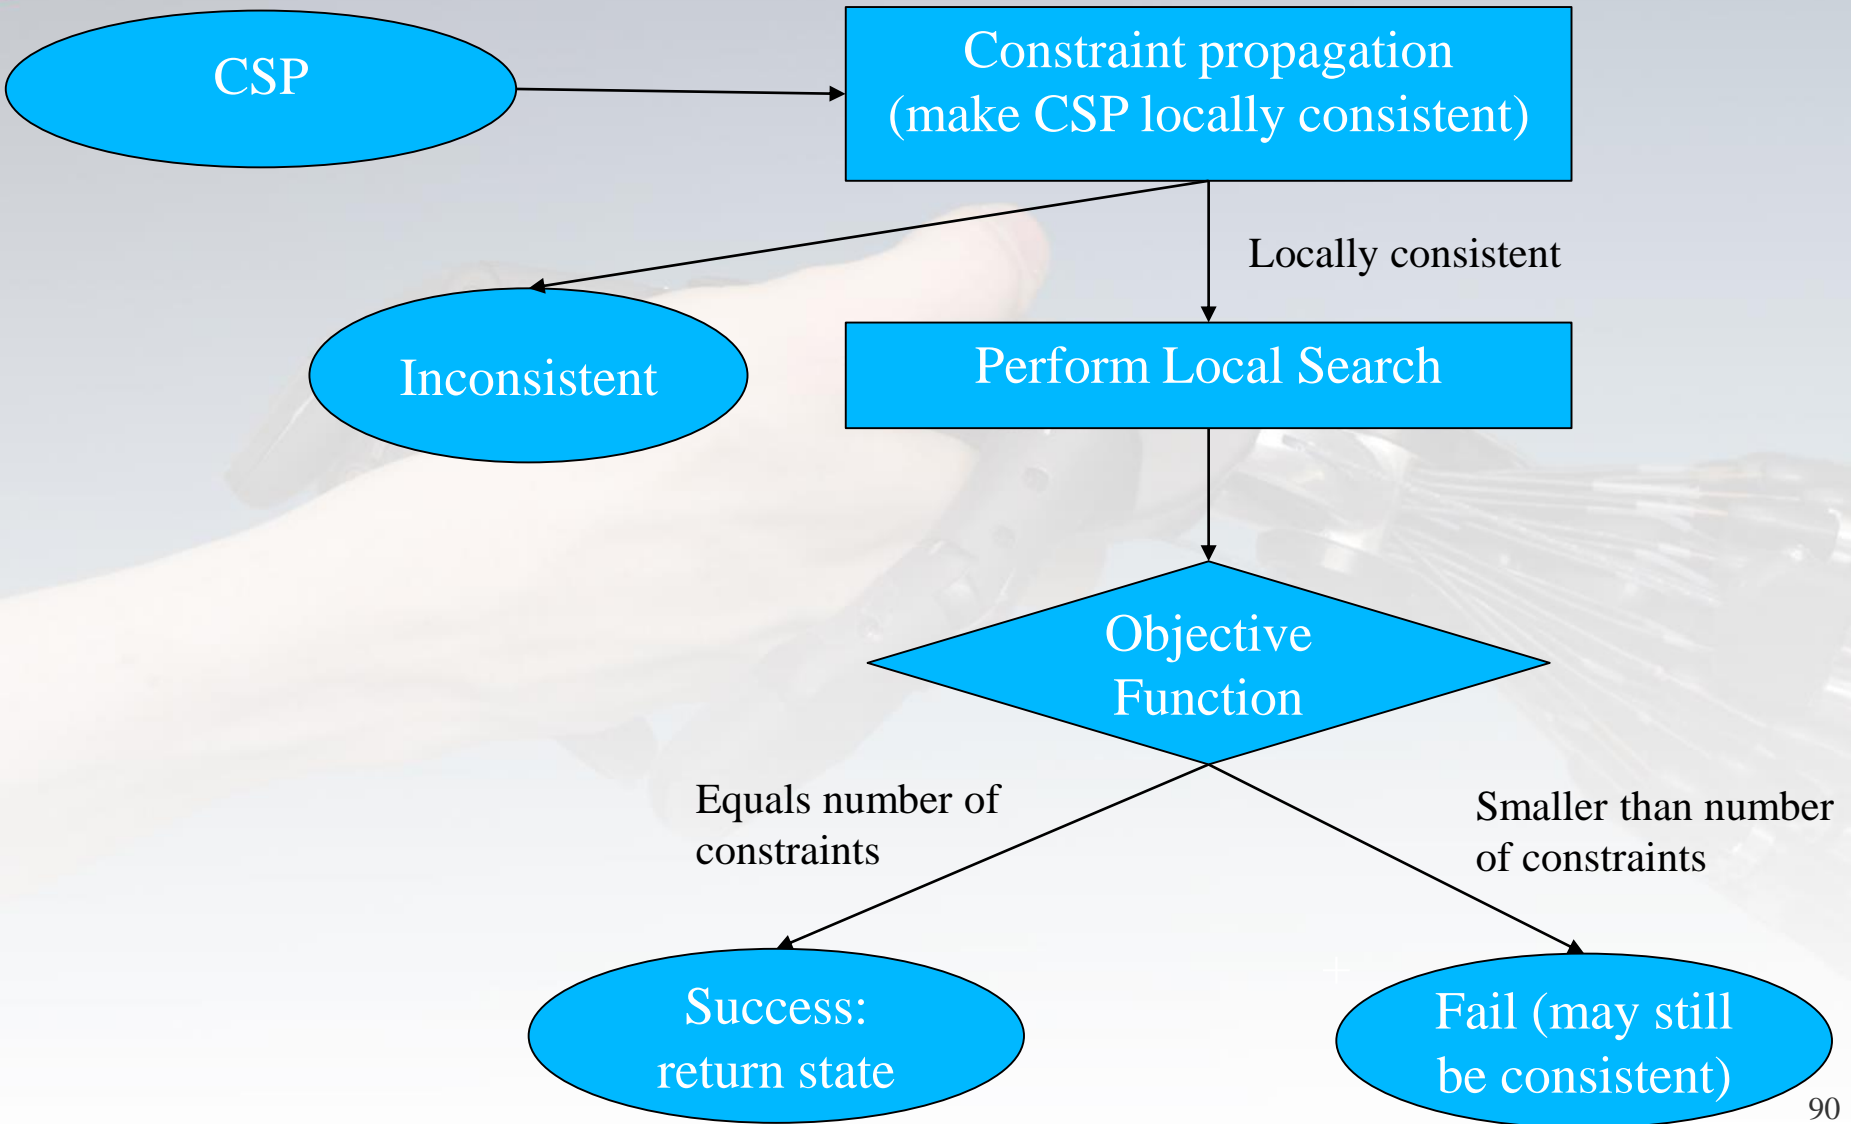 CSP
Constraint propagation
(make CSP locally consistent)
Locally consistent
Inconsistent
Perform Local Search
Objective
Function
Equals number of
constraints
Smaller than number
of constraints
Success:
return state
Fail (may still
be consistent)
90